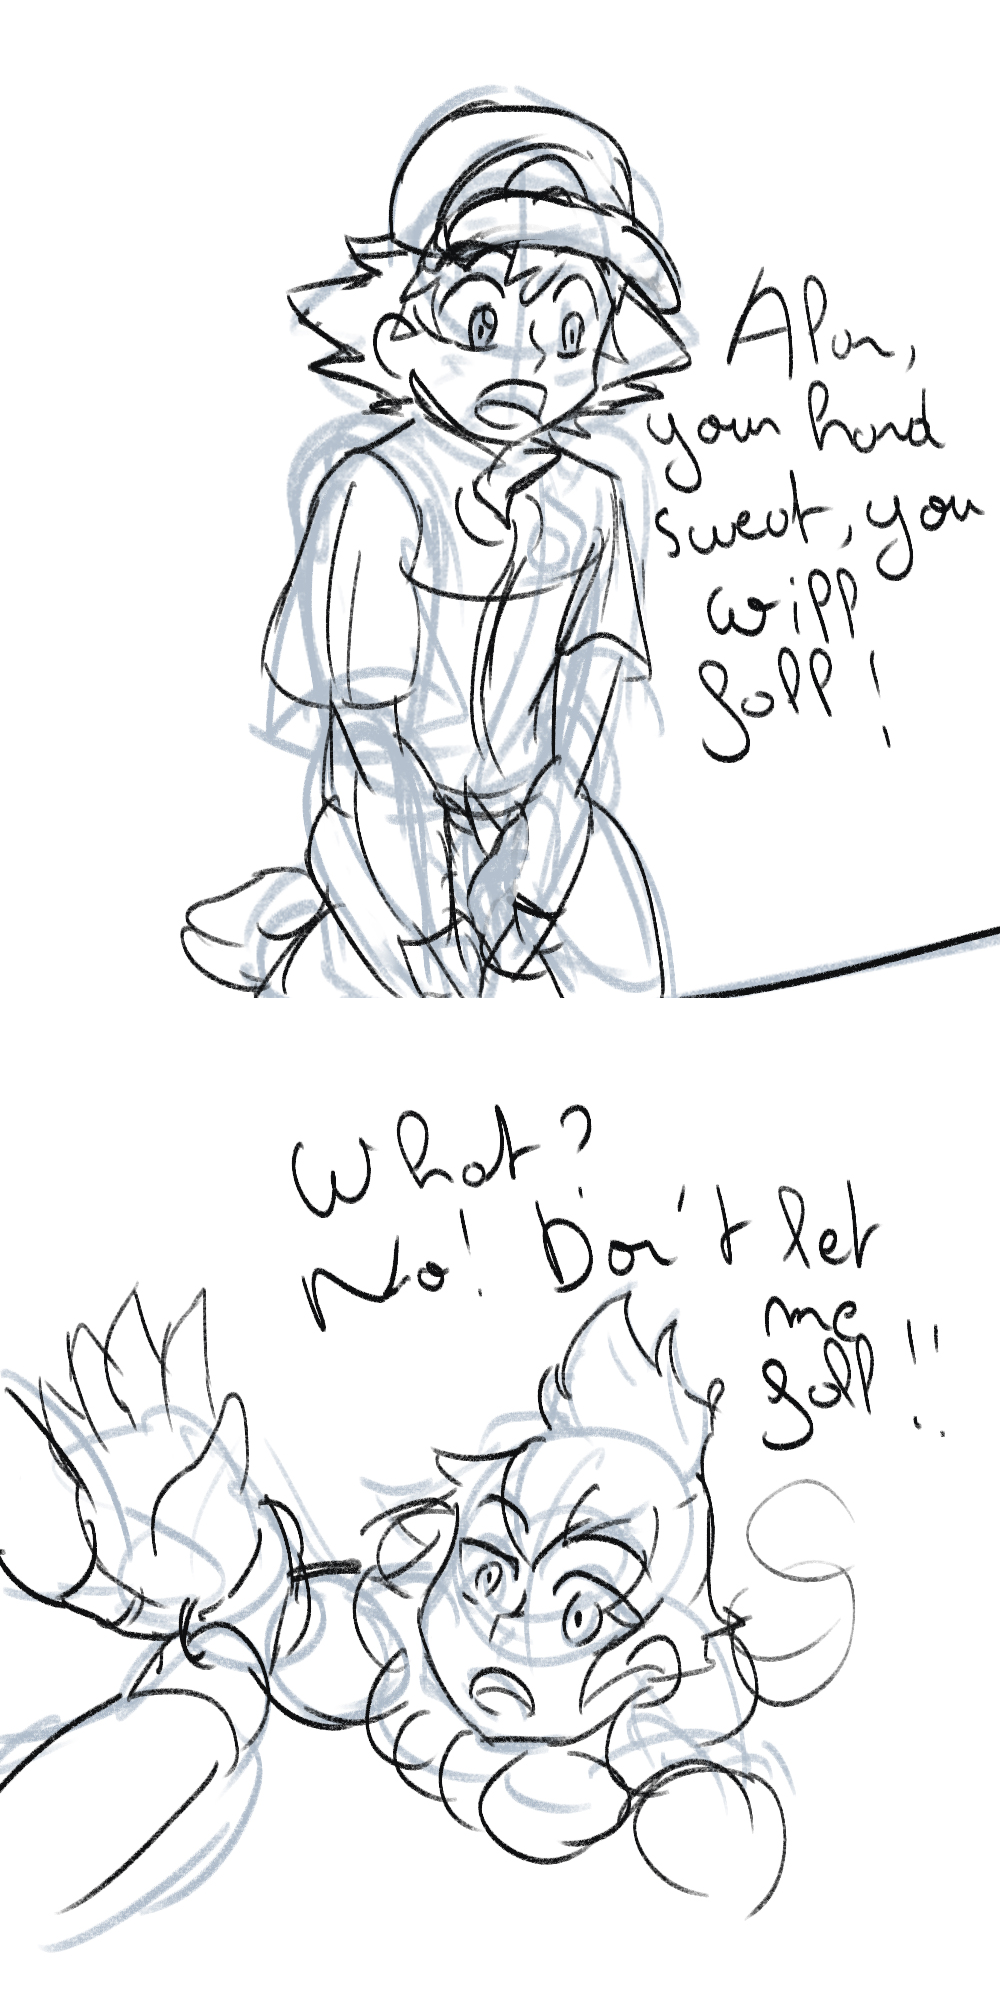 Alan,
your hand
sweat, you
will
fall!
What?
No! Don't let
me
fall!!